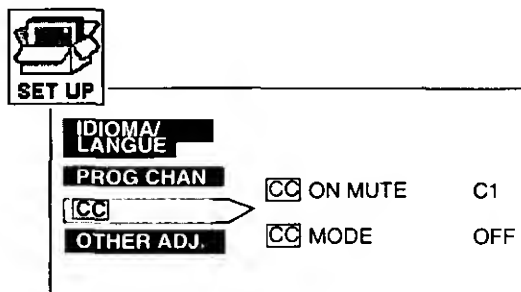 SET UP
IDIOMA/
LANGUE
PROG CHAN
CC
OTHER ADJ.
CC ON MUTE C1
CC MODE OFF